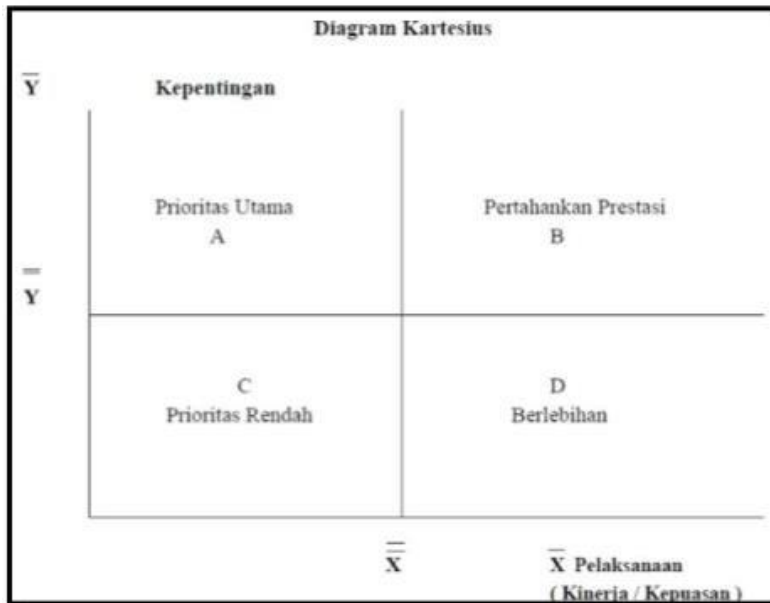 Diagram Kartesius
Y̅ Kepentingan
Prioritas Utama Pertahankan Prestasi
A B
Y̿
C D
Prioritas Rendah Berlebihan
X̿ X̅ Pelaksanaan
( Kinerja / Kepuasan )